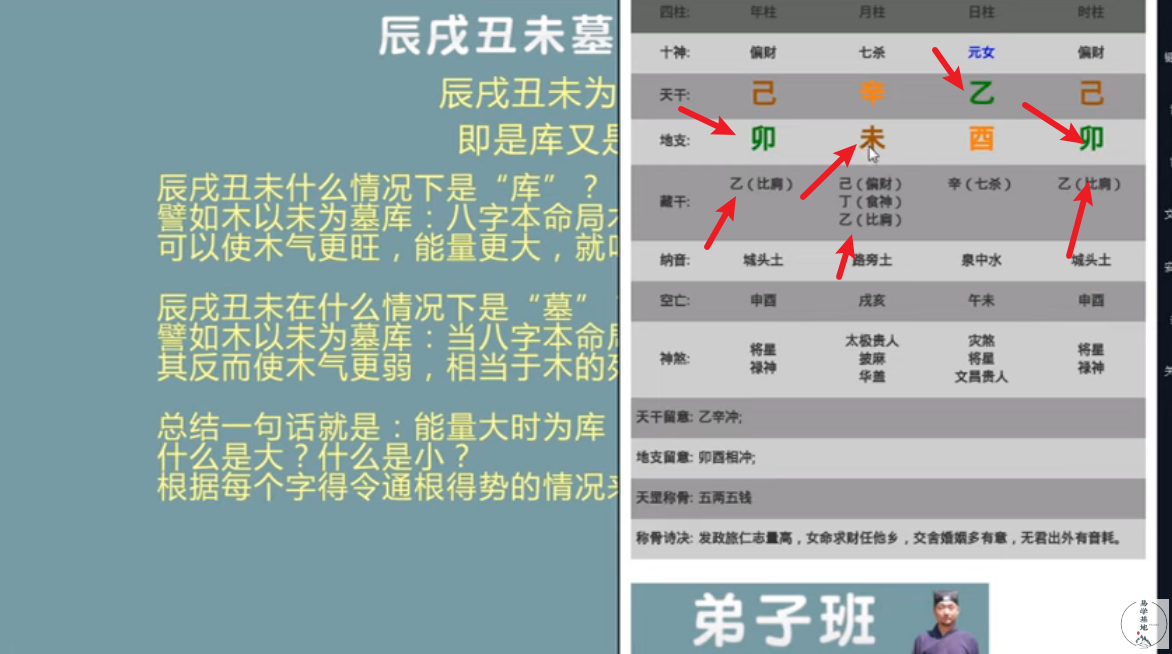 辰戌丑未墓
辰戌丑未为
即是库又是
辰戌丑未什么情况下是“库”?
譬如木以未为墓库:八字本命局
可以使木气更旺,能量更大,就
辰戌丑未在什么情况下是“墓”
譬如木以未为墓库:当八字本命
其反而使木气更弱,相当于木的
总结一句话就是:能量大时为库
什么是大?什么是小?
根据每个字得令通根得势的情况
四柱: 年柱 月柱 日柱 时柱
十神: 偏财 七杀 元女 偏财
天干: 己 辛 乙 己
地支: 卯 未 酉 卯
藏干: 乙(比肩) 己(偏财) 丁(食神) 乙(比肩) 辛(七杀) 乙(比肩)
纳音: 城头土 路旁土 泉中水 城头土
空亡: 申酉 戌亥 午未 申酉
神煞: 将星 禄神 太极贵人 披麻 华盖 灾煞 将星 文昌贵人 将星 禄神
天干留意: 乙辛冲;
地支留意: 卯酉相冲;
天罡称骨: 五两五钱
称骨诗决: 发政旅仁志量高,女命求财任他乡,交舍婚姻多有意,无君出外有音耗。
弟子班
易学基地